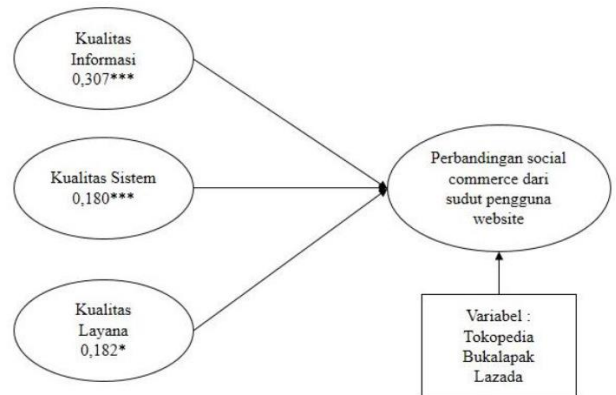 Kualitas
Informasi
0,307***
Kualitas Sistem
0,180***
Kualitas
Layana
0,182*
Perbandingan social
commerce dari
sudut pengguna
website
Variabel :
Tokopedia
Bukalapak
Lazada